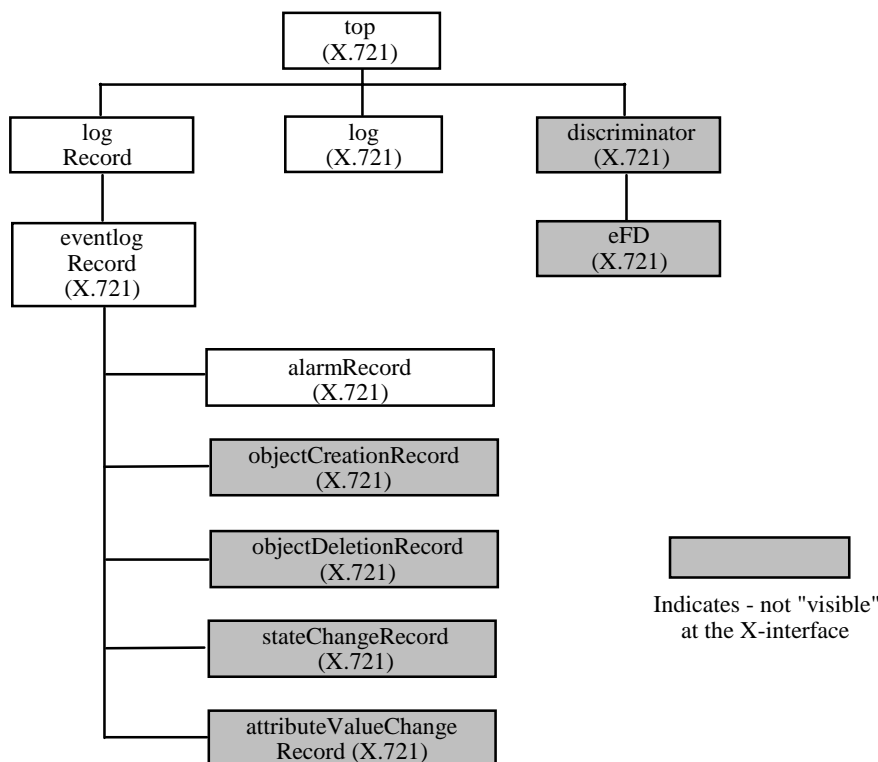 top
(X.721)
log
Record
log
(X.721)
discriminator
(X.721)
eventlog
Record
(X.721)
eFD
(X.721)
alarmRecord
(X.721)
objectCreationRecord
(X.721)
objectDeletionRecord
(X.721)
stateChangeRecord
(X.721)
attributeValueChange
Record (X.721)
Indicates - not "visible"
at the X-interface